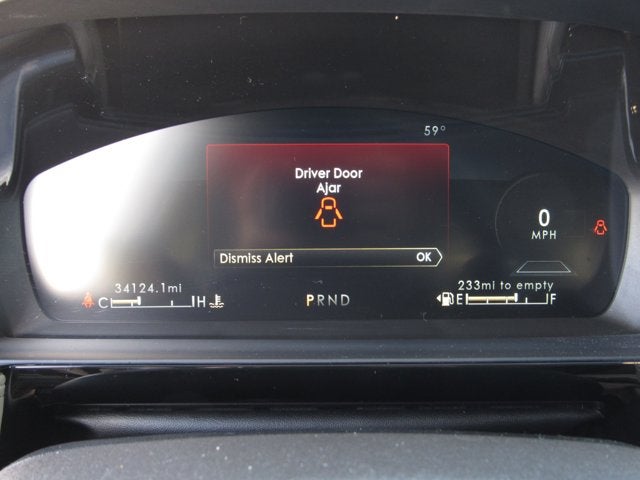 59°
Driver Door
Ajar
Dismiss Alert OK
0
MPH
34124.1mi
233mi to empty
C H
PRND
E F